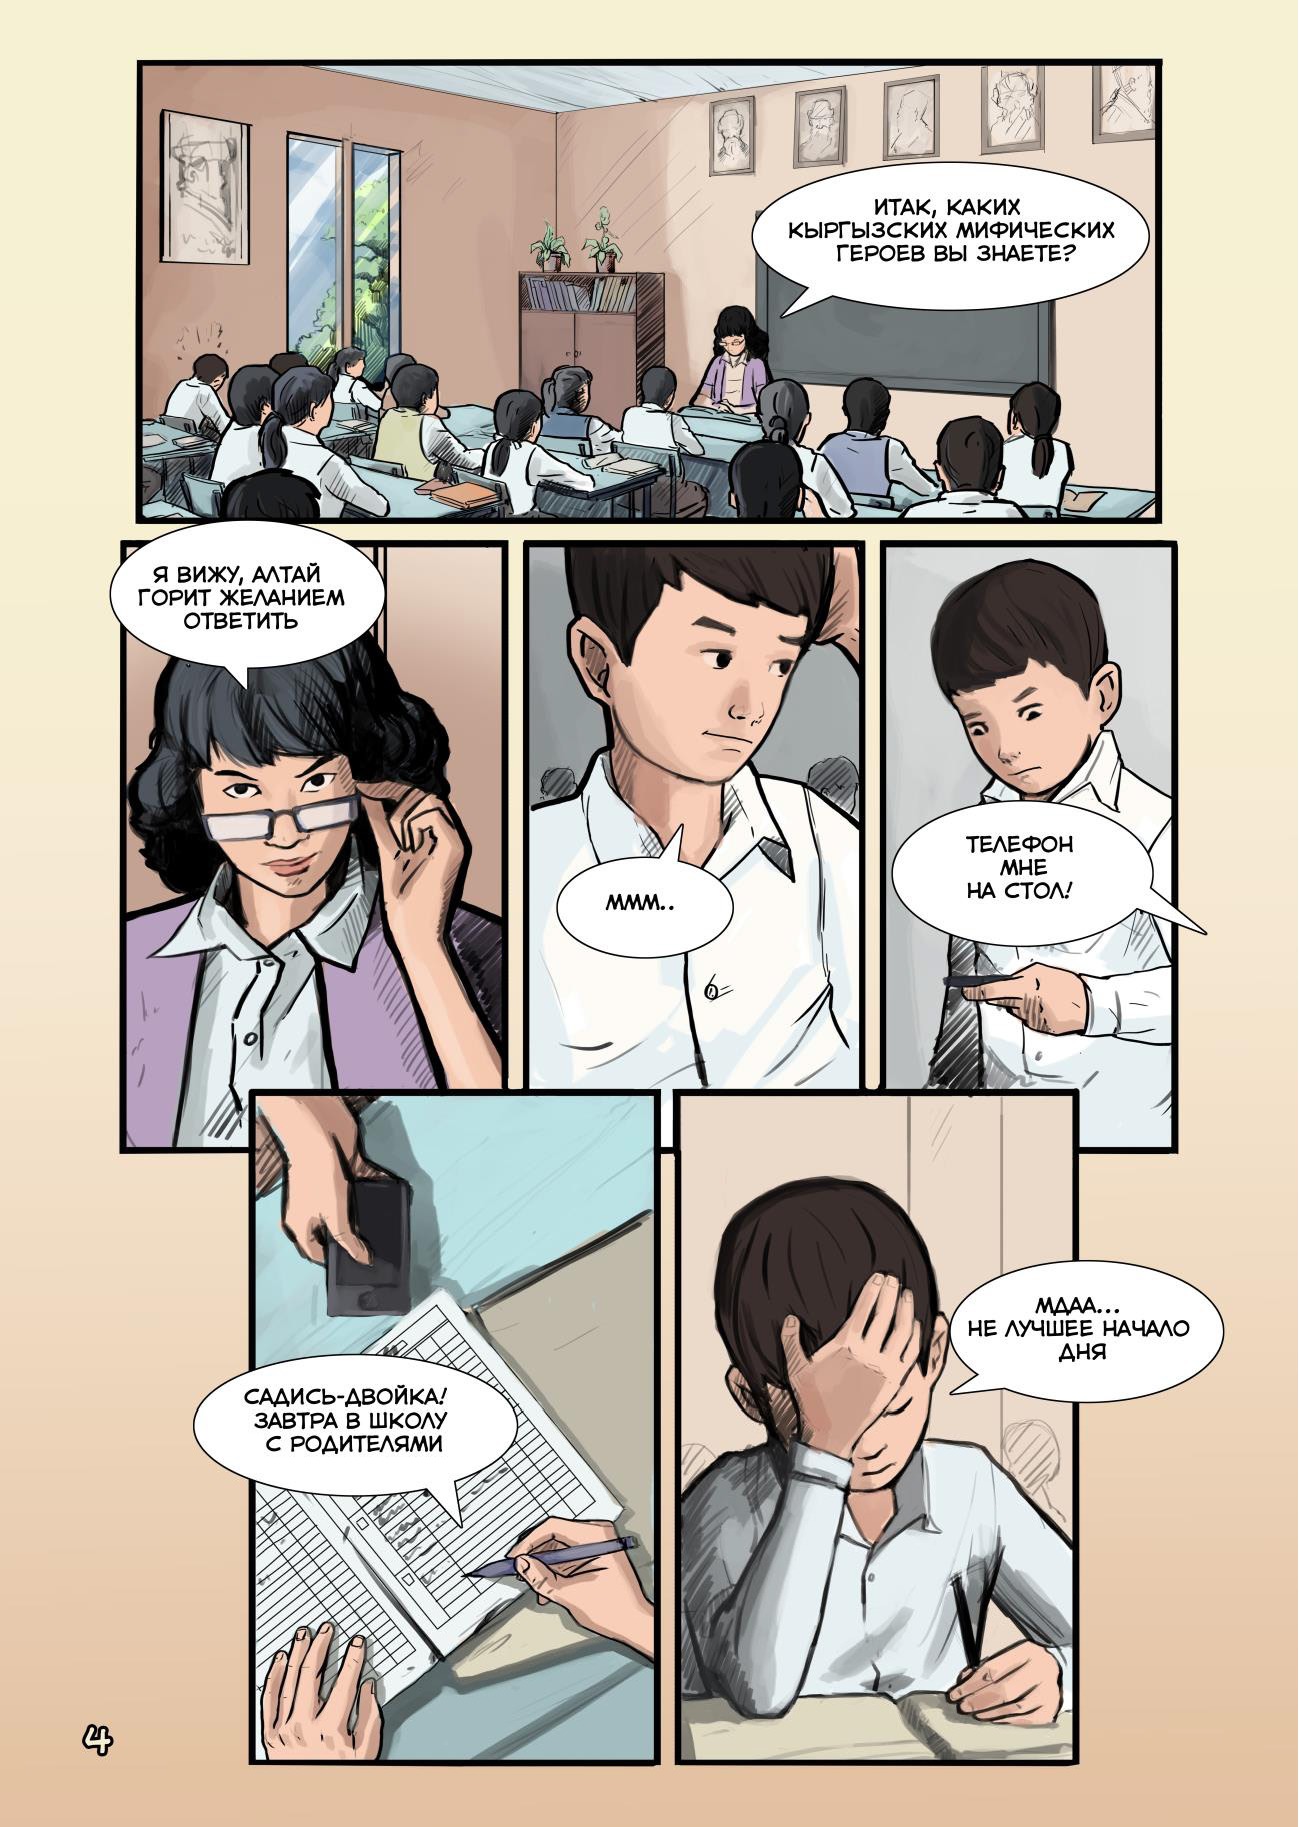 ИТАК, КАКИХ
КЫРГЫЗСКИХ МИФИЧЕСКИХ
ГЕРОЕВ ВЫ ЗНАЕТЕ?
Я ВИЖУ, АЛТАЙ
ГОРИТ ЖЕЛАНИЕМ
ОТВЕТИТЬ
МММ..
ТЕЛЕФОН
МНЕ
НА СТОЛ!
САДИСЬ-ДВОЙКА!
ЗАВТРА В ШКОЛУ
С РОДИТЕЛЯМИ
МДАА...
НЕ ЛУЧШЕЕ НАЧАЛО
ДНЯ
4